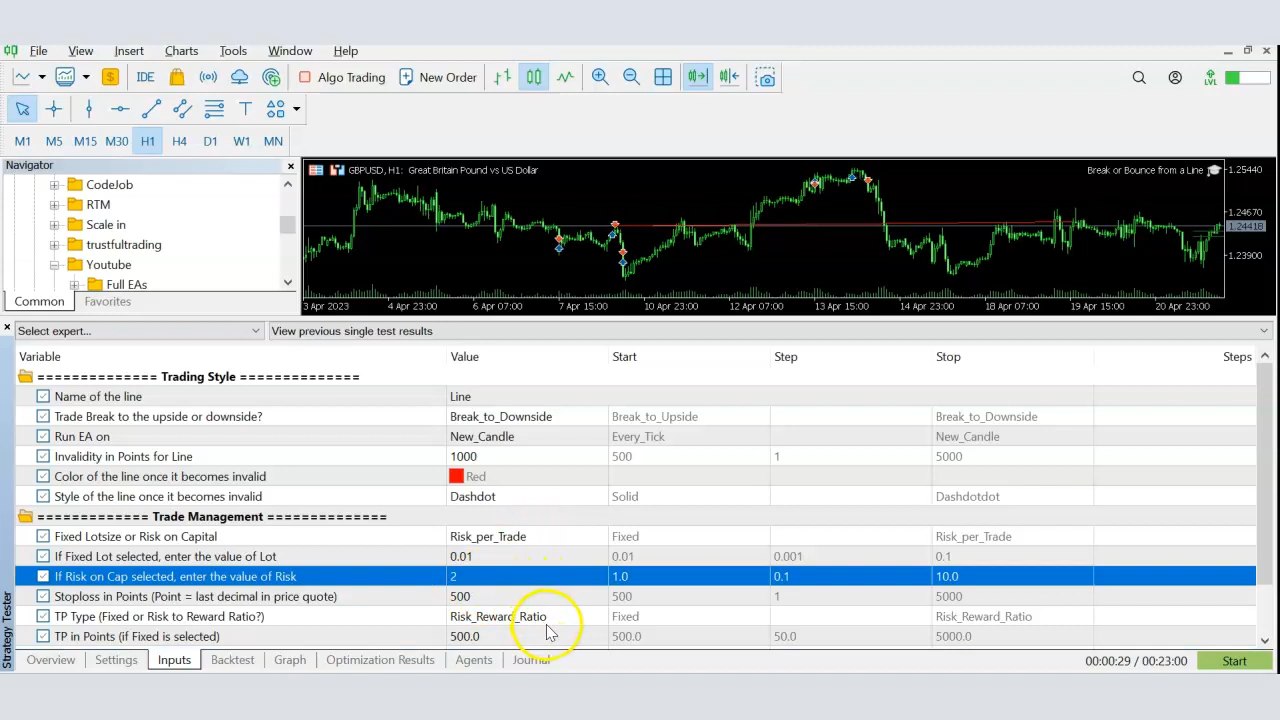 File View Insert Charts Tools Window Help
IDE Algo Trading New Order LVL
M1 M5 M15 M30 H1 H4 D1 W1 MN
Navigator
CodeJob
RTM
Scale in
trustfultrading
Youtube
Full EAs
Common Favorites
GBPUSD, H1: Great Britain Pound vs US Dollar
Break or Bounce from a Line
1.25440
1.24670
1.24418
1.23900
3 Apr 2023 4 Apr 23:00 6 Apr 07:00 7 Apr 15:00 10 Apr 23:00 12 Apr 07:00 13 Apr 15:00 14 Apr 23:00 18 Apr 07:00 19 Apr 15:00 20 Apr 23:00
Select expert... View previous single test results
Variable Value Start Step Stop Steps
============== Trading Style ==============
Name of the line Line
Trade Break to the upside or downside? Break_to_Downside Break_to_Upside Break_to_Downside
Run EA on New_Candle Every_Tick New_Candle
Invalidity in Points for Line 1000 500 1 5000
Color of the line once it becomes invalid Red
Style of the line once it becomes invalid Dashdot Solid Dashdotdot
============== Trade Management ==============
Fixed Lotsize or Risk on Capital Risk_per_Trade Fixed Risk_per_Trade
If Fixed Lot selected, enter the value of Lot 0.01 0.01 0.001 0.1
If Risk on Cap selected, enter the value of Risk 2 1.0 0.1 10.0
Stoploss in Points (Point = last decimal in price quote) 500 500 1 5000
TP Type (Fixed or Risk to Reward Ratio?) Risk_Reward_Ratio Fixed Risk_Reward_Ratio
TP in Points (if Fixed is selected) 500.0 500.0 50.0 5000.0
Strategy Tester
Overview Settings Inputs Backtest Graph Optimization Results Agents Journal 00:00:29 / 00:23:00 Start